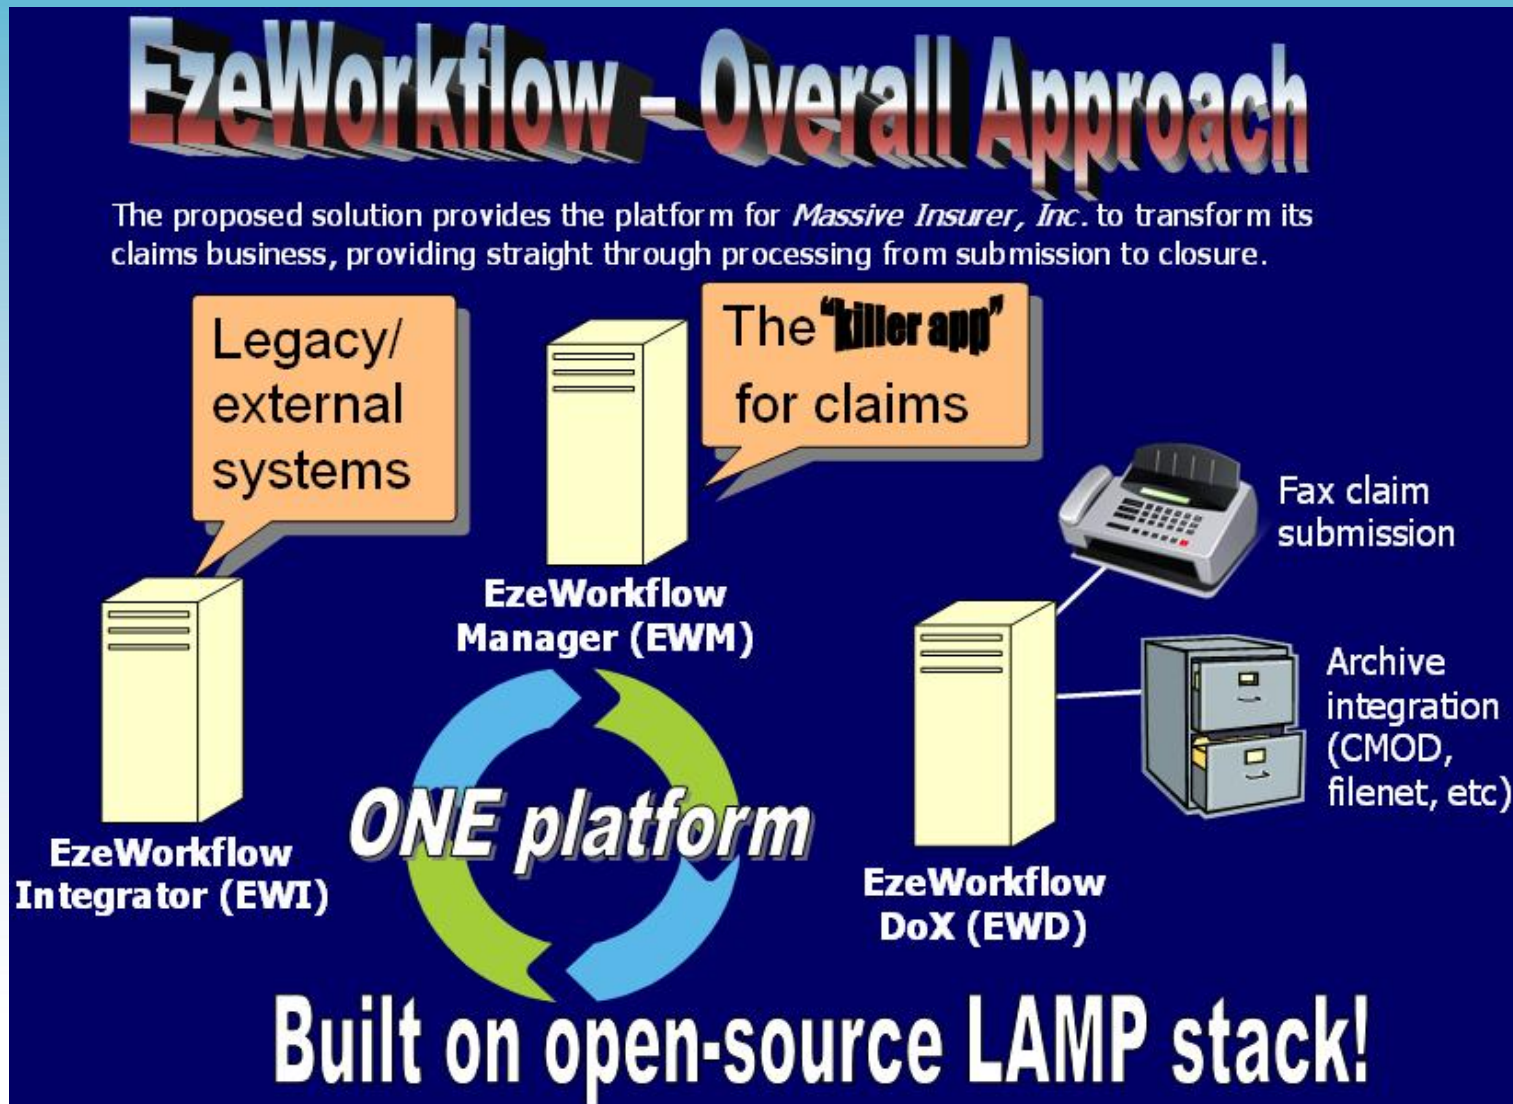 EzeWorkflow – Overall Approach
The proposed solution provides the platform for Massive Insurer, Inc. to transform its
claims business, providing straight through processing from submission to closure.
Legacy/
external
systems
The "killer app"
for claims
Fax claim
submission
EzeWorkflow
Manager (EWM)
Archive
integration
(CMOD,
filenet, etc)
ONE platform
EzeWorkflow
Integrator (EWI)
EzeWorkflow
DoX (EWD)
Built on open-source LAMP stack!